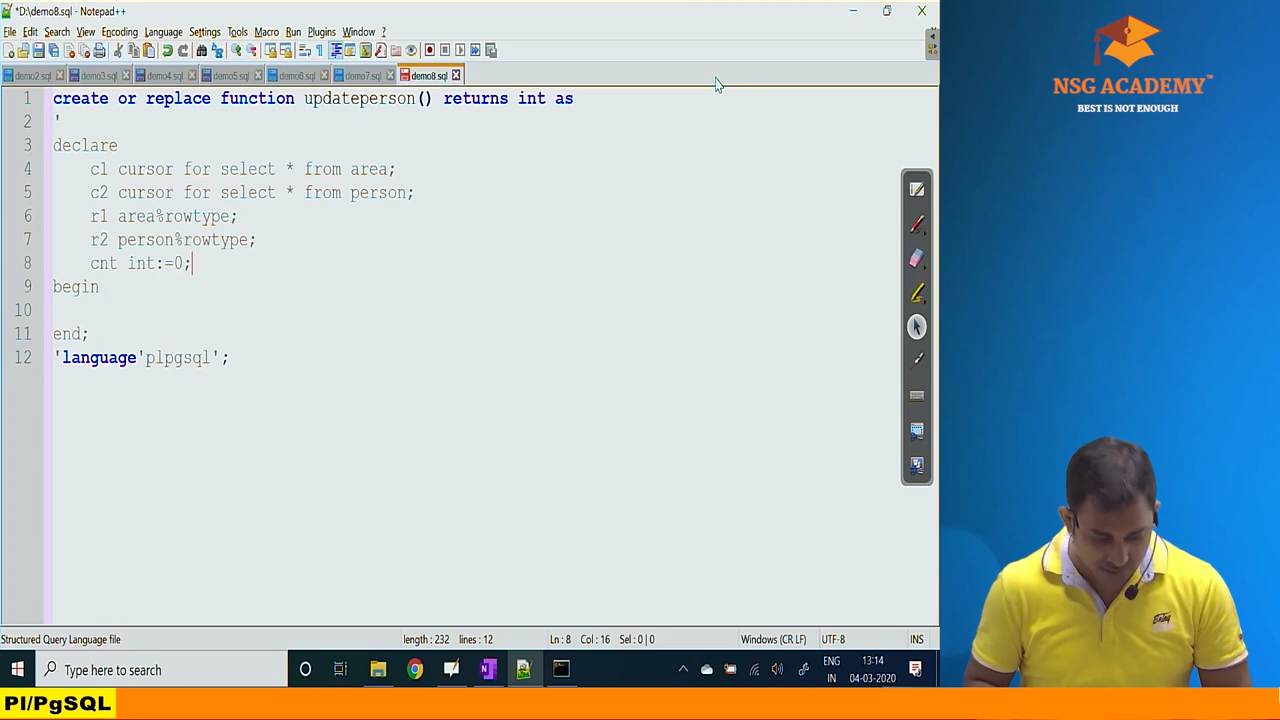 *D:\demo8.sql - Notepad++
File Edit Search View Encoding Language Settings Tools Macro Run Plugins Window ?
demo2.sql demo3.sql demo4.sql demo5.sql demo6.sql demo7.sql demo8.sql
1 create or replace function updateperson() returns int as
2 '
3 declare
4 c1 cursor for select * from area;
5 c2 cursor for select * from person;
6 r1 area%rowtype;
7 r2 person%rowtype;
8 cnt int:=0;
9 begin
10
11 end;
12 'language'plpgsql';
Structured Query Language file length : 232 lines : 12 Ln : 8 Col : 16 Sel : 0 | 0 Windows (CR LF) UTF-8 INS
Type here to search
ENG
IN
13:14
04-03-2020
NSG ACADEMY™
BEST IS NOT ENOUGH
Pl/PgSQL